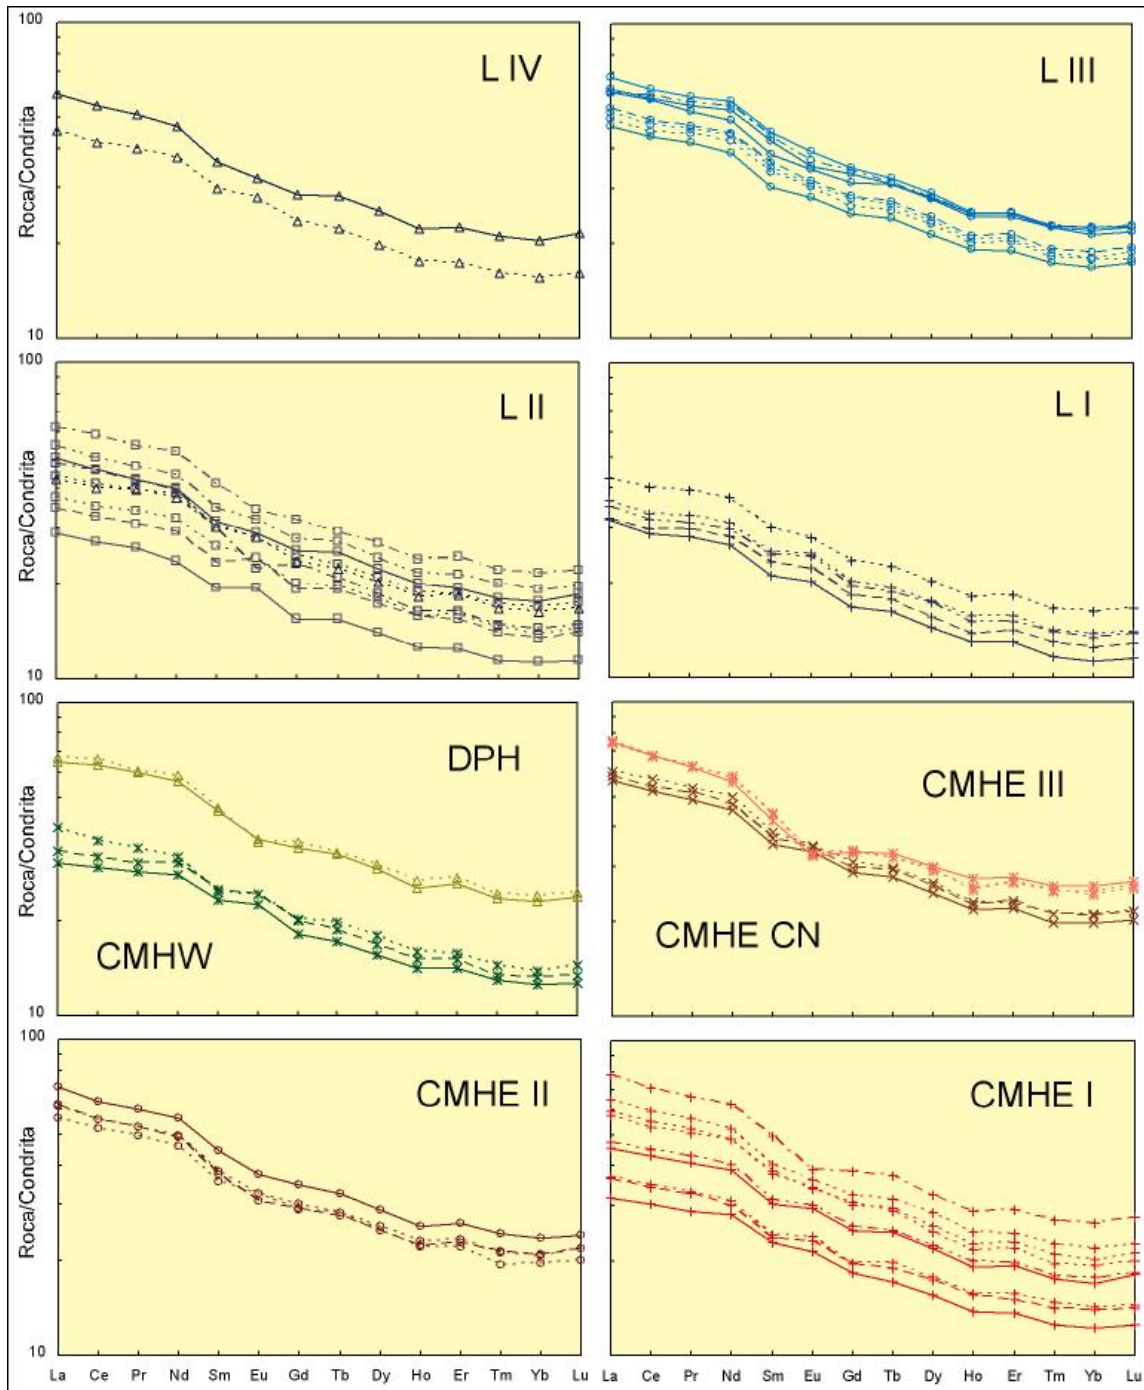 100
Roca/Condrita
10
L IV
L III
100
Roca/Condrita
10
L II
L I
100
Roca/Condrita
10
DPH
CMHW
CMHE III
CMHE CN
100
Roca/Condrita
10
CMHE II
CMHE I
La Ce Pr Nd Sm Eu Gd Tb Dy Ho Er Tm Yb Lu
La Ce Pr Nd Sm Eu Gd Tb Dy Ho Er Tm Yb Lu